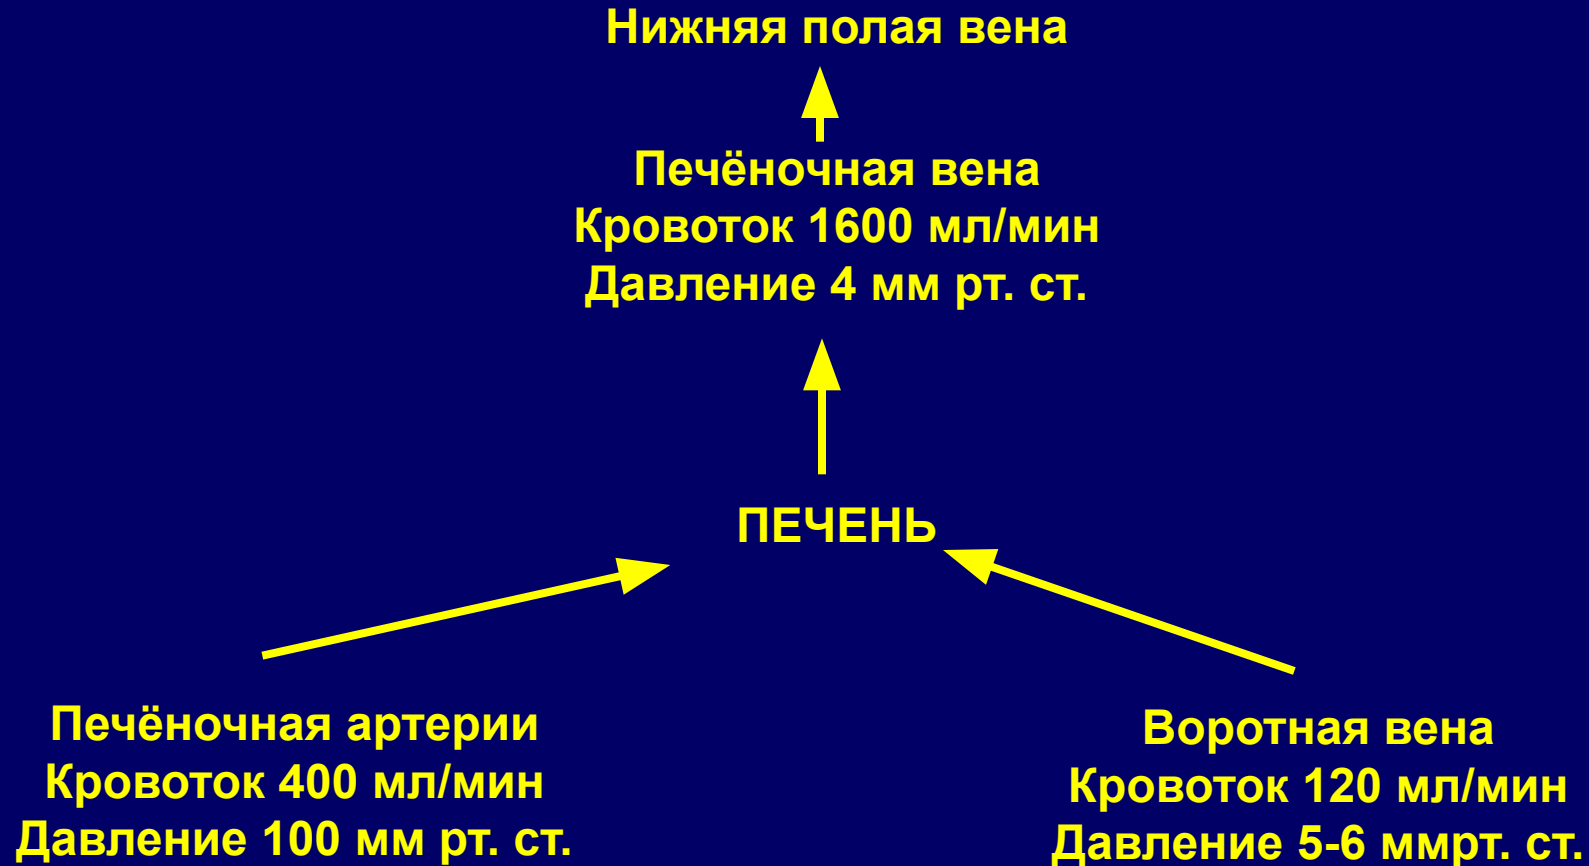 Нижняя полая вена
Печёночная вена
Кровоток 1600 мл/мин
Давление 4 мм рт. ст.
ПЕЧЕНЬ
Печёночная артерии
Кровоток 400 мл/мин
Давление 100 мм рт. ст.
Воротная вена
Кровоток 120 мл/мин
Давление 5-6 ммрт. ст.